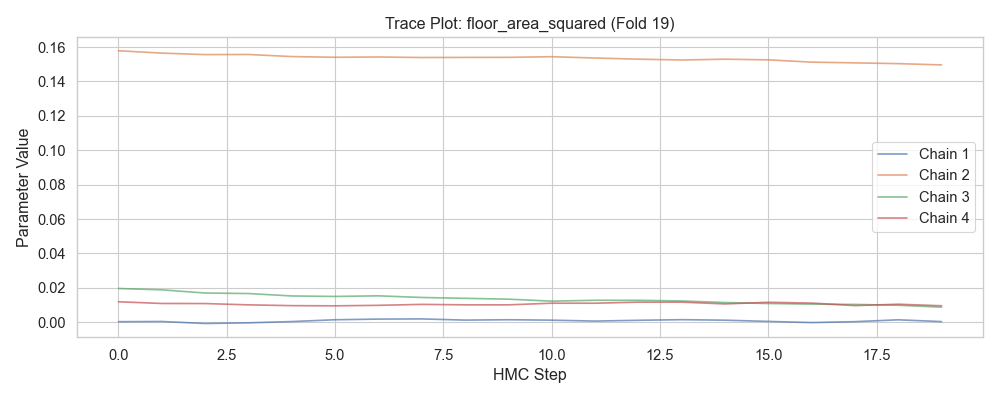 Trace Plot: floor_area_squared (Fold 19)
Parameter Value
0.16
0.14
0.12
0.10
0.08
0.06
0.04
0.02
0.00
Chain 1
Chain 2
Chain 3
Chain 4
0.0 2.5 5.0 7.5 10.0 12.5 15.0 17.5
HMC Step